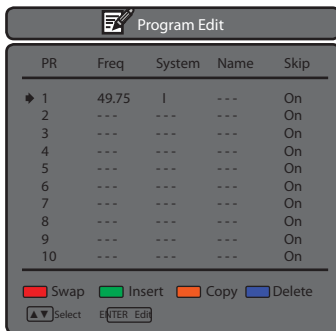 Program Edit
PR Freq System Name Skip
1 49.75 I - - - On
2 - - - - - - - - - On
3 - - - - - - - - - On
4 - - - - - - - - - On
5 - - - - - - - - - On
6 - - - - - - - - - On
7 - - - - - - - - - On
8 - - - - - - - - - On
9 - - - - - - - - - On
10 - - - - - - - - - On
Swap Insert Copy Delete
▲▼ Select ENTER Edit